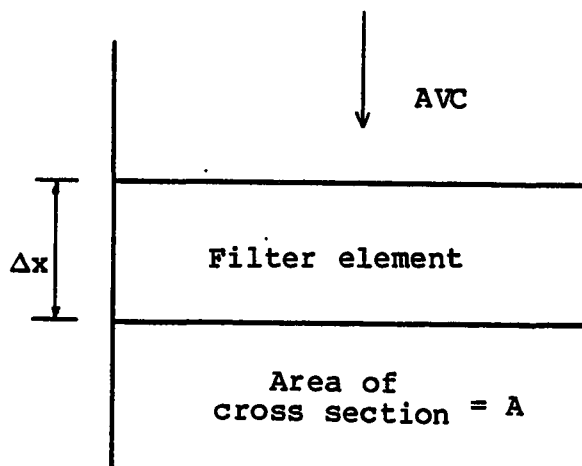 AVC
Δx
Filter element
Area of
cross section = A